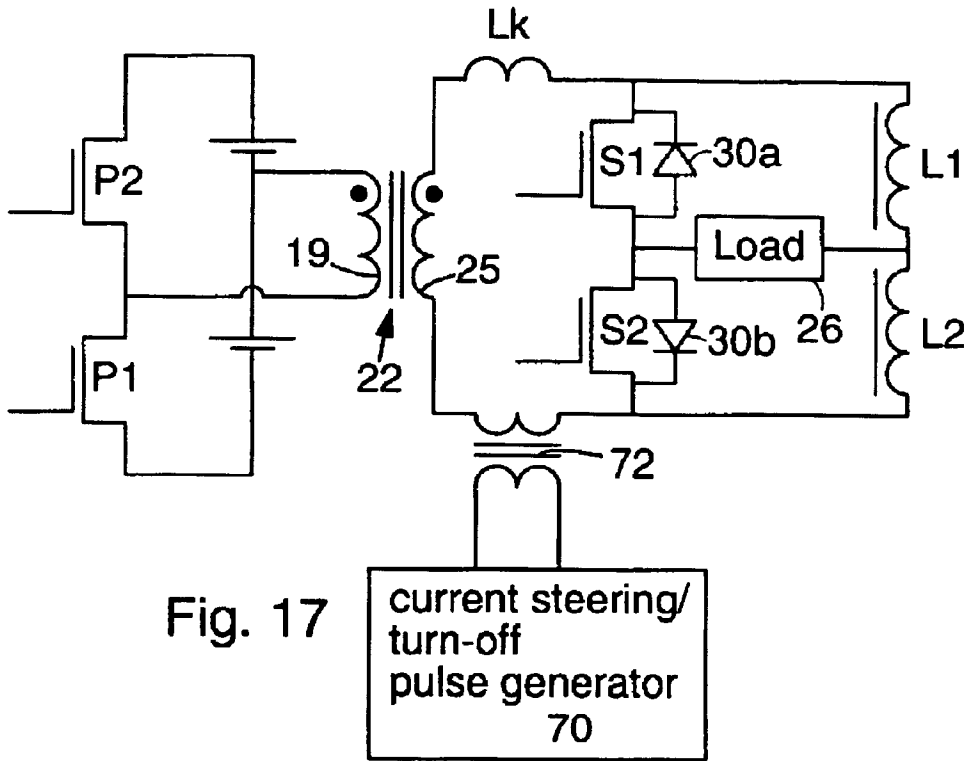 Lk
P2
S1
30a
L1
19
25
Load
S2
30b
26
L2
P1
22
72
Fig. 17
current steering/
turn-off
pulse generator
70